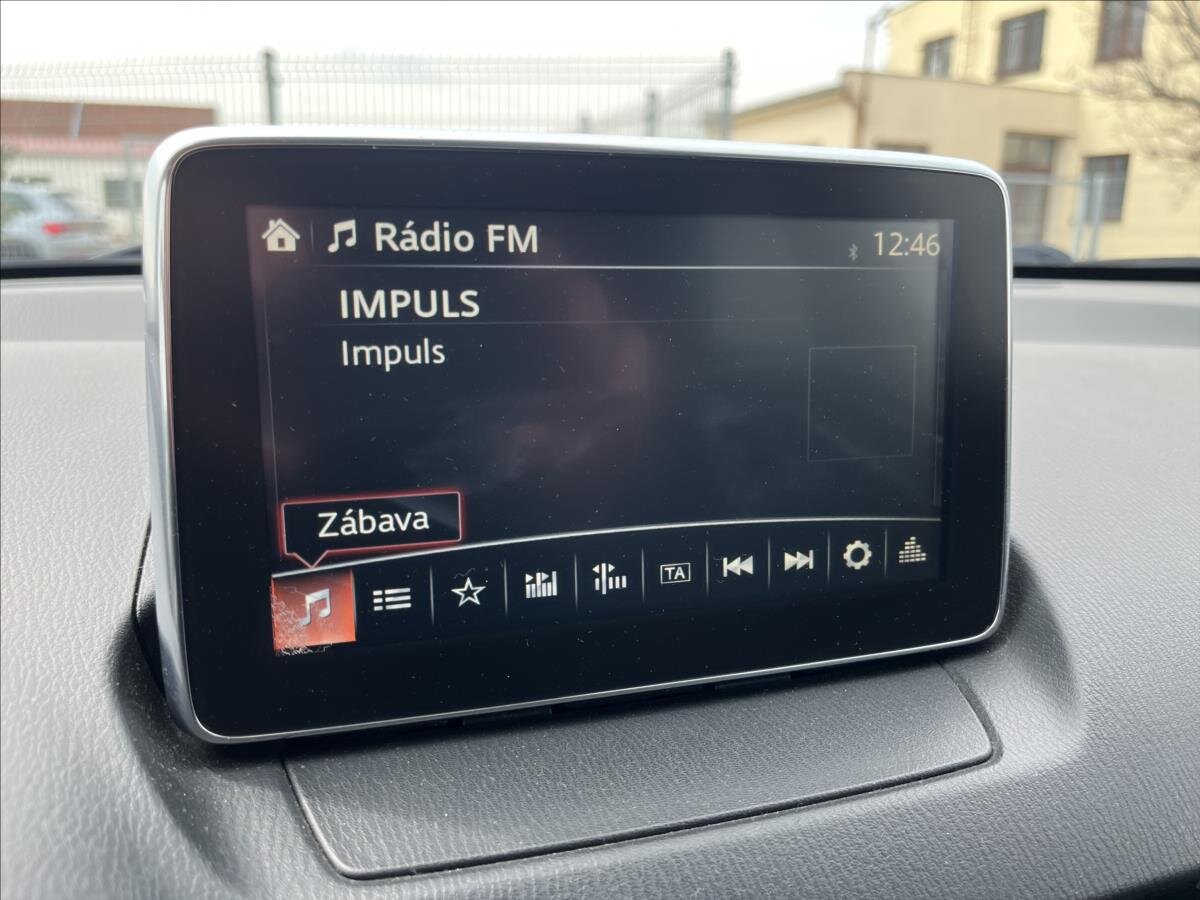 Rádio FM
12:46
IMPULS
Impuls
Zábava
TA